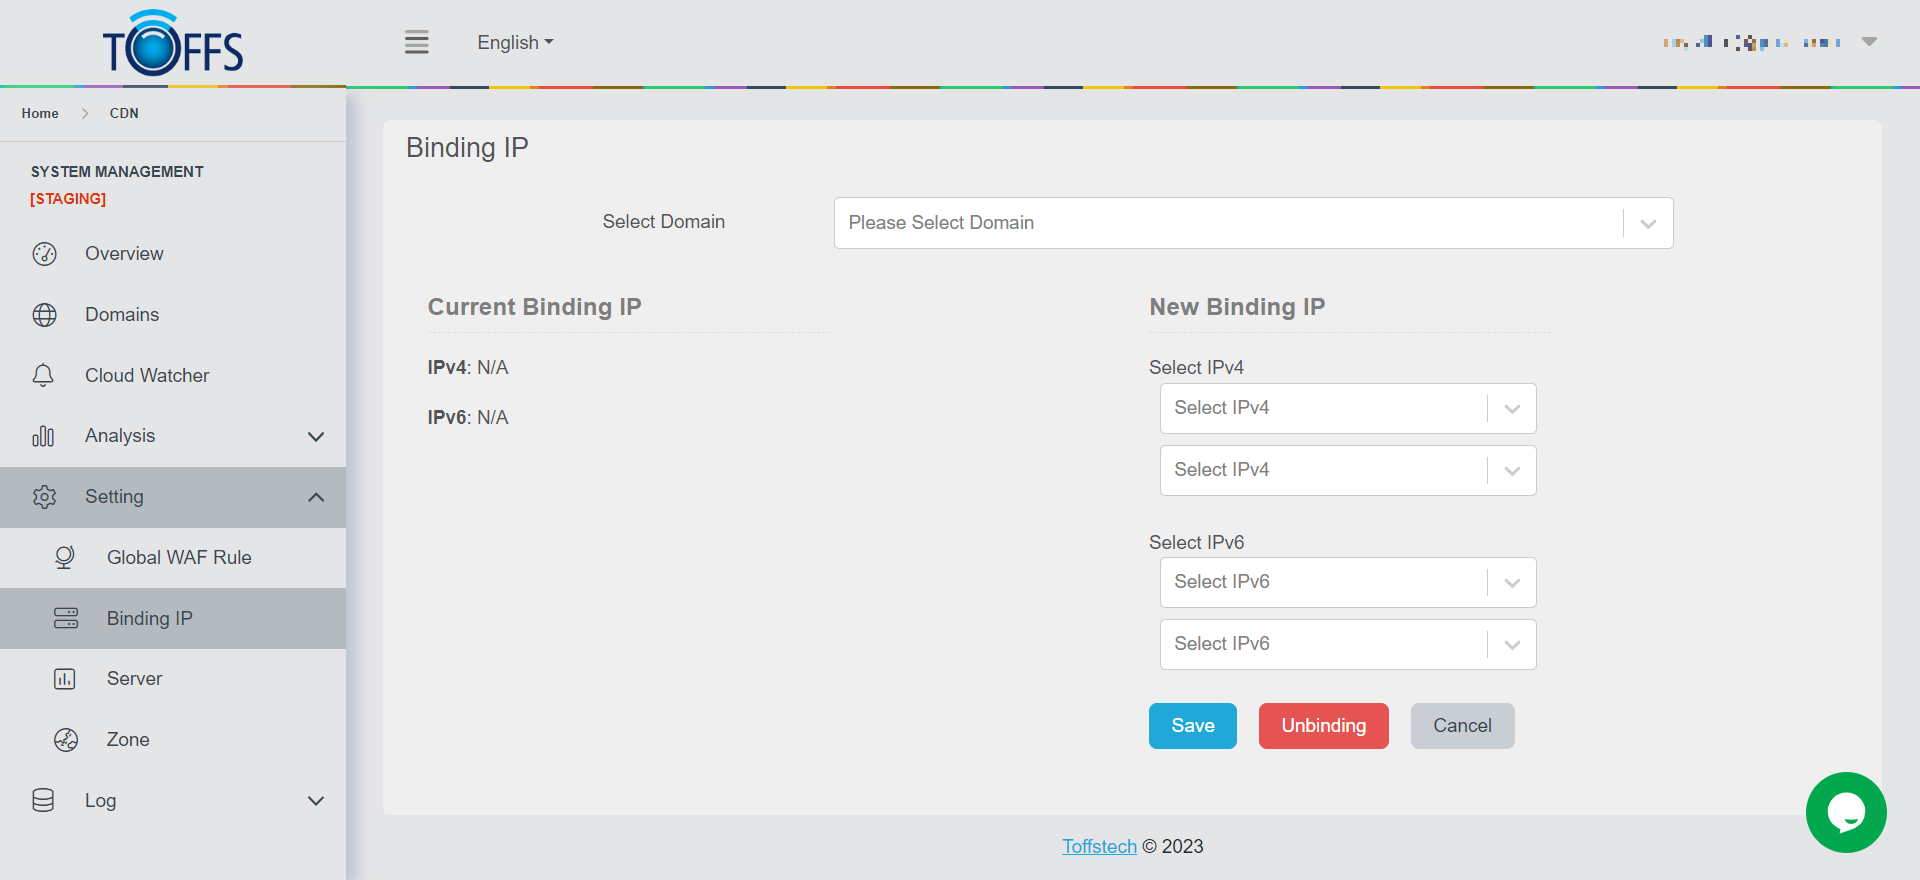 TOFFS
English
Home
CDN
SYSTEM MANAGEMENT
[STAGING]
Overview
Domains
Cloud Watcher
Analysis
Setting
Global WAF Rule
Binding IP
Server
Zone
Log
Binding IP
Select Domain
Please Select Domain
Current Binding IP
IPv4: N/A
IPv6: N/A
New Binding IP
Select IPv4
Select IPv4
Select IPv4
Select IPv6
Select IPv6
Select IPv6
Save
Unbinding
Cancel
Toffstech © 2023